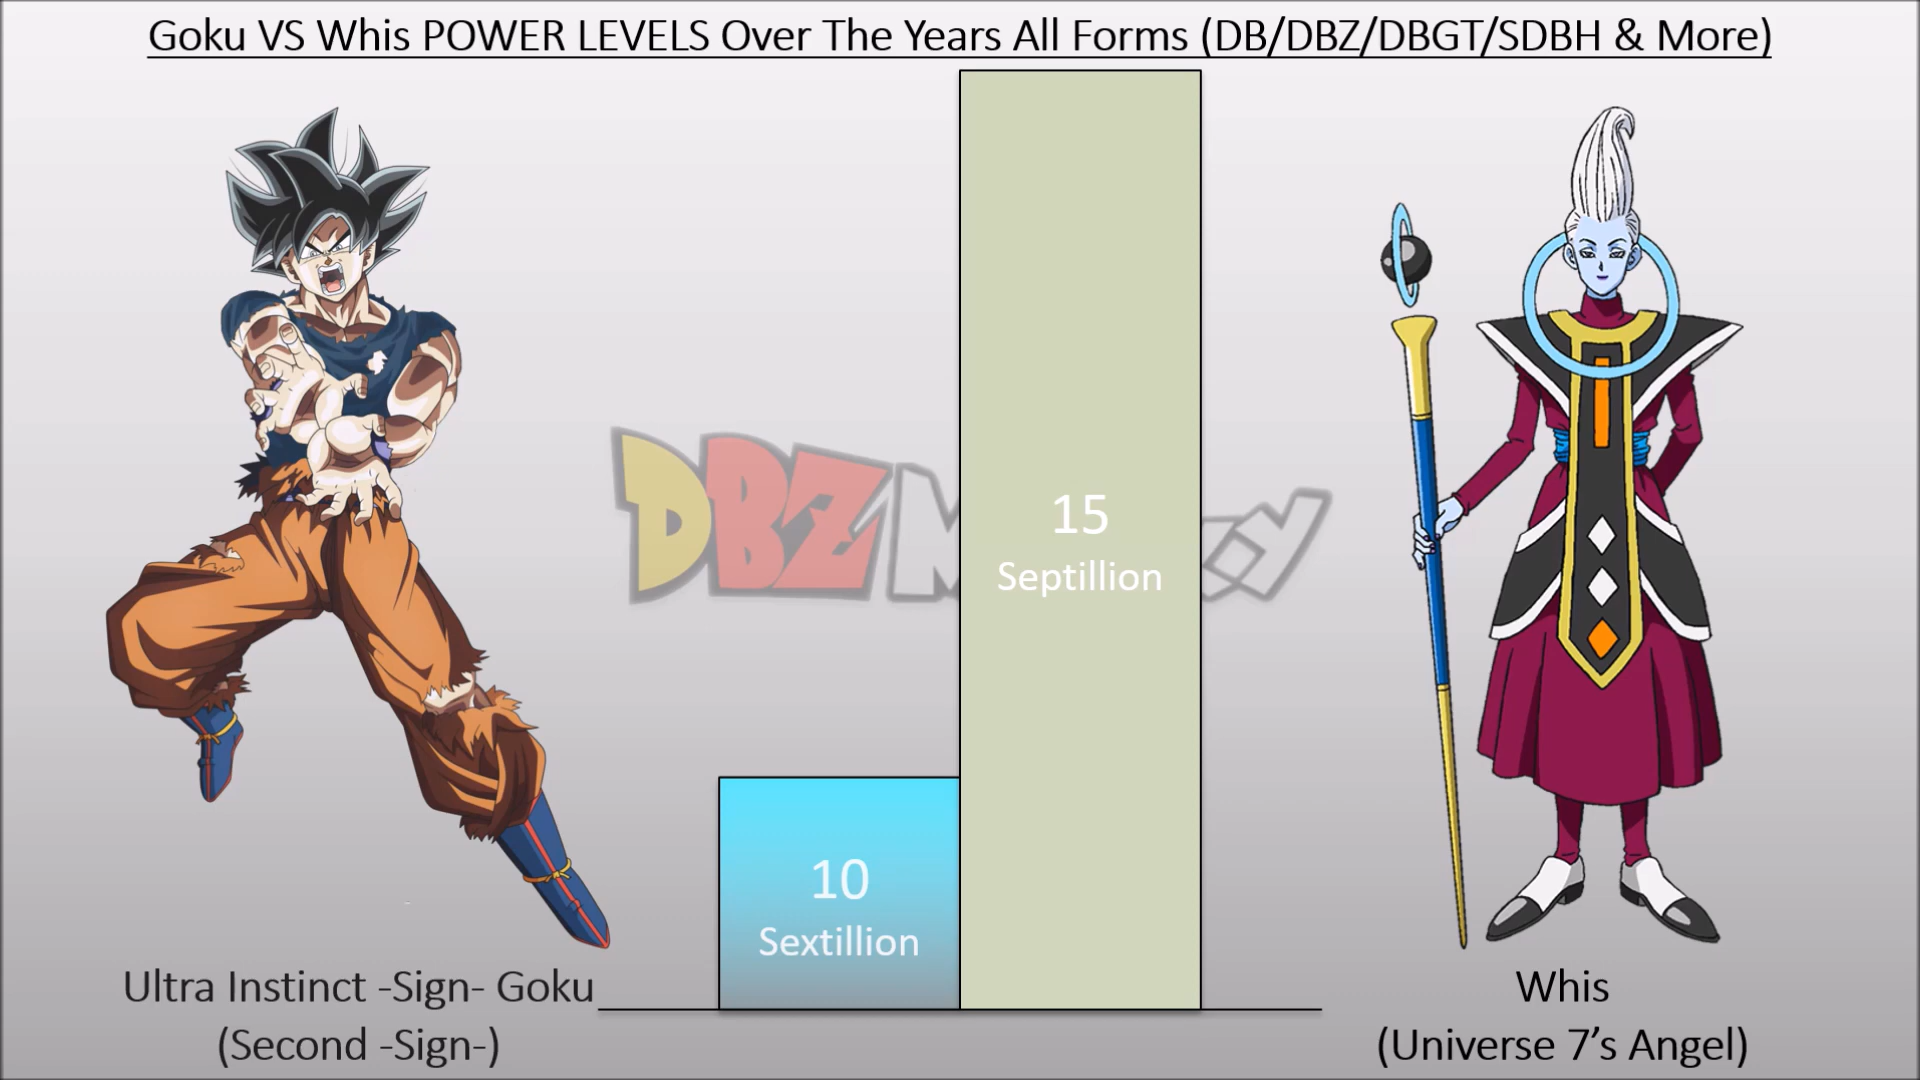 Goku VS Whis POWER LEVELS Over The Years All Forms (DB/DBZ/DBGT/SDBH & More)
DBZ
15
Septillion
10
Sextillion
Ultra Instinct -Sign- Goku
(Second -Sign-)
Whis
(Universe 7’s Angel)